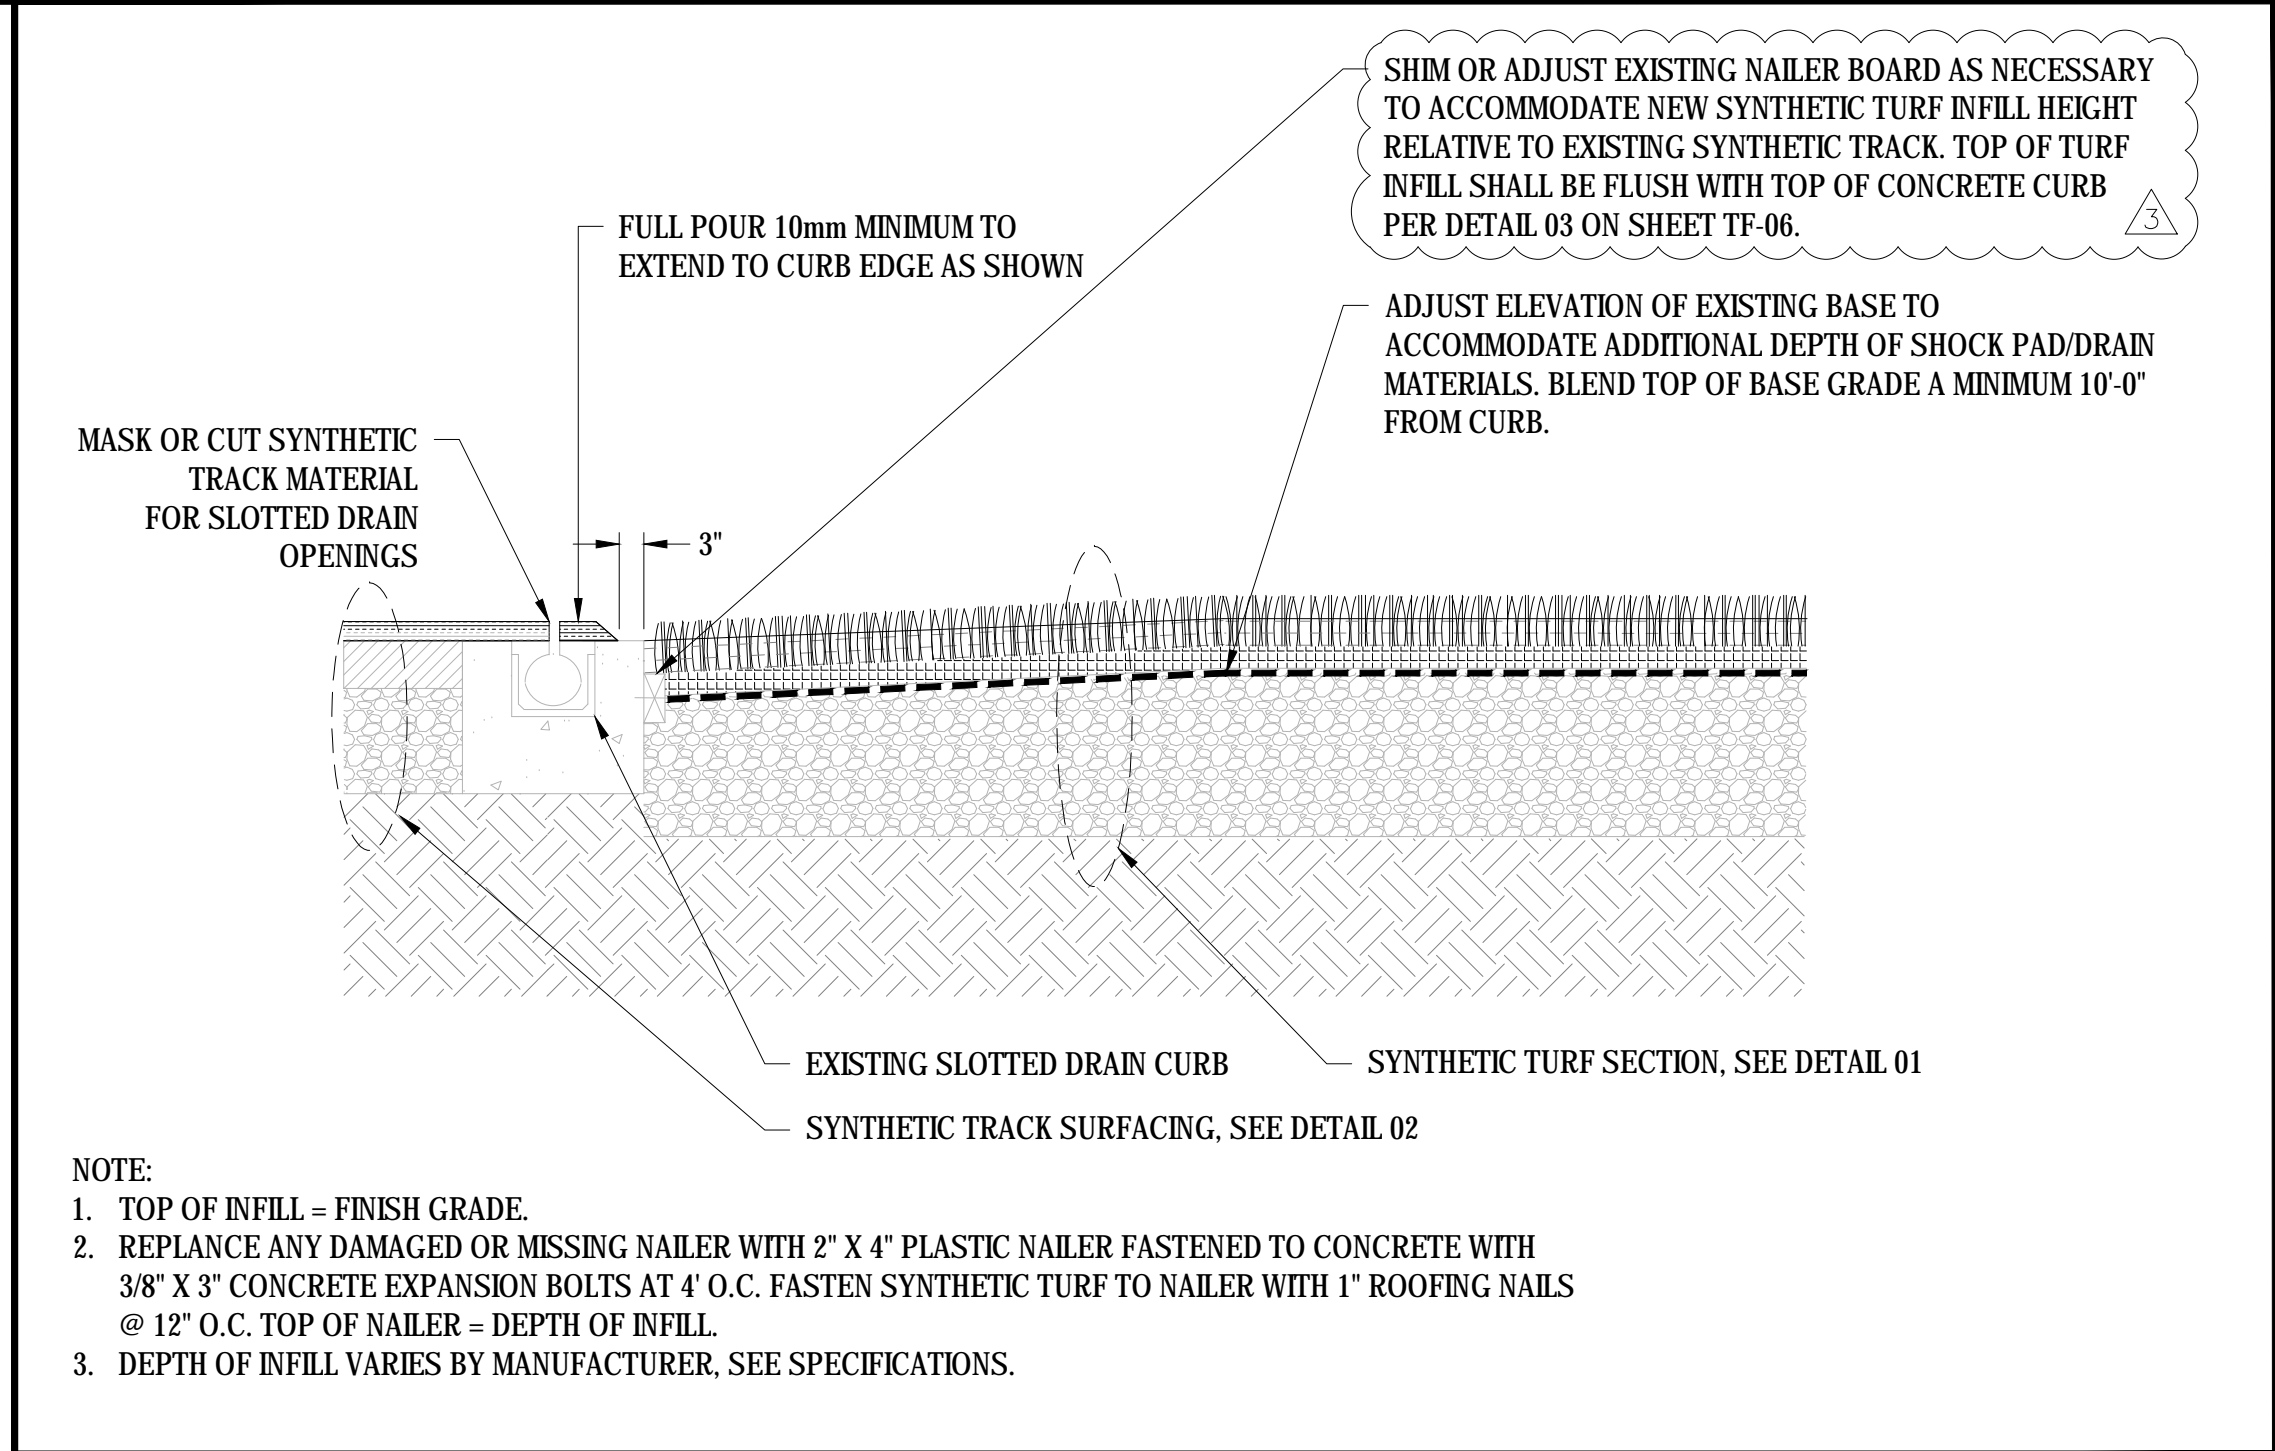 SHIM OR ADJUST EXISTING NAILER BOARD AS NECESSARY
TO ACCOMMODATE NEW SYNTHETIC TURF INFILL HEIGHT
RELATIVE TO EXISTING SYNTHETIC TRACK. TOP OF TURF
INFILL SHALL BE FLUSH WITH TOP OF CONCRETE CURB
PER DETAIL 03 ON SHEET TF-06.
3
FULL POUR 10mm MINIMUM TO
EXTEND TO CURB EDGE AS SHOWN
ADJUST ELEVATION OF EXISTING BASE TO
ACCOMMODATE ADDITIONAL DEPTH OF SHOCK PAD/DRAIN
MATERIALS. BLEND TOP OF BASE GRADE A MINIMUM 10'-0"
FROM CURB.
MASK OR CUT SYNTHETIC
TRACK MATERIAL
FOR SLOTTED DRAIN
OPENINGS
3"
EXISTING SLOTTED DRAIN CURB
SYNTHETIC TURF SECTION, SEE DETAIL 01
SYNTHETIC TRACK SURFACING, SEE DETAIL 02
NOTE:
1. TOP OF INFILL = FINISH GRADE.
2. REPLANCE ANY DAMAGED OR MISSING NAILER WITH 2" X 4" PLASTIC NAILER FASTENED TO CONCRETE WITH
3/8" X 3" CONCRETE EXPANSION BOLTS AT 4' O.C. FASTEN SYNTHETIC TURF TO NAILER WITH 1" ROOFING NAILS
@ 12" O.C. TOP OF NAILER = DEPTH OF INFILL.
3. DEPTH OF INFILL VARIES BY MANUFACTURER, SEE SPECIFICATIONS.